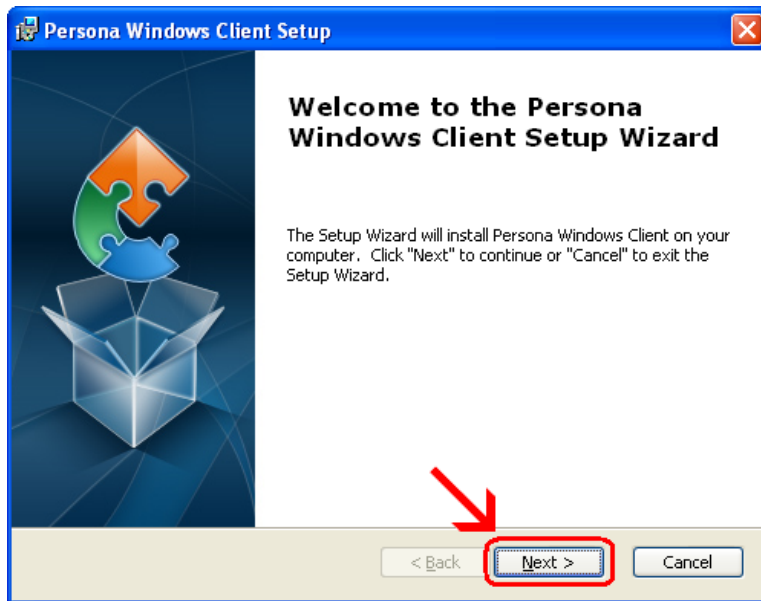 Persona Windows Client Setup
Welcome to the Persona
Windows Client Setup Wizard
The Setup Wizard will install Persona Windows Client on your
computer. Click "Next" to continue or "Cancel" to exit the
Setup Wizard.
< Back Next > Cancel